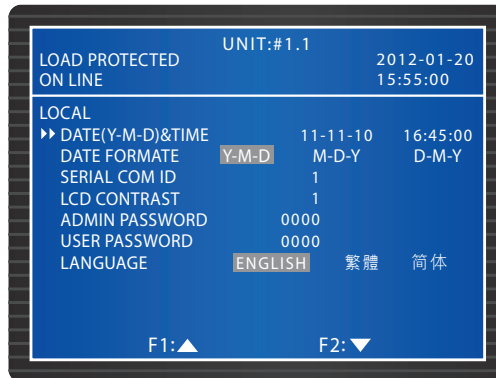 UNIT:#1.1
LOAD PROTECTED 2012-01-20
ON LINE 15:55:00
LOCAL
DATE(Y-M-D)&TIME 11-11-10 16:45:00
DATE FORMATE Y-M-D M-D-Y D-M-Y
SERIAL COM ID 1
LCD CONTRAST 1
ADMIN PASSWORD 0000
USER PASSWORD 0000
LANGUAGE ENGLISH 繁體 简体
F1:▲ F2:▼